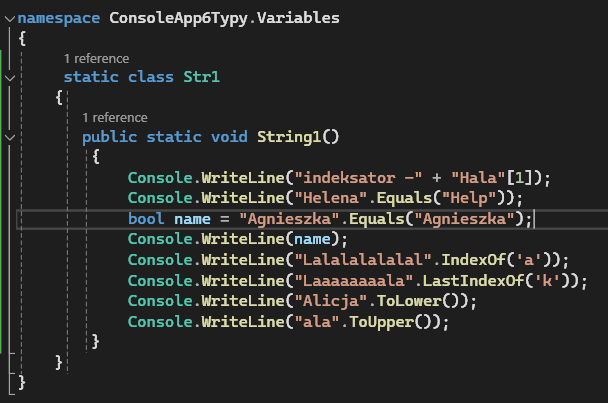 namespace ConsoleApp6Typy.Variables
{
1 reference
static class Str1
{
1 reference
public static void String1()
{
Console.WriteLine("indeksator -" + "Hala"[1]);
Console.WriteLine("Helena".Equals("Help"));
bool name = "Agnieszka".Equals("Agnieszka");
Console.WriteLine(name);
Console.WriteLine("Lalalalalalal".IndexOf('a'));
Console.WriteLine("Laaaaaaaala".LastIndexOf('k'));
Console.WriteLine("Alicja".ToLower());
Console.WriteLine("ala".ToUpper());
}
}
}